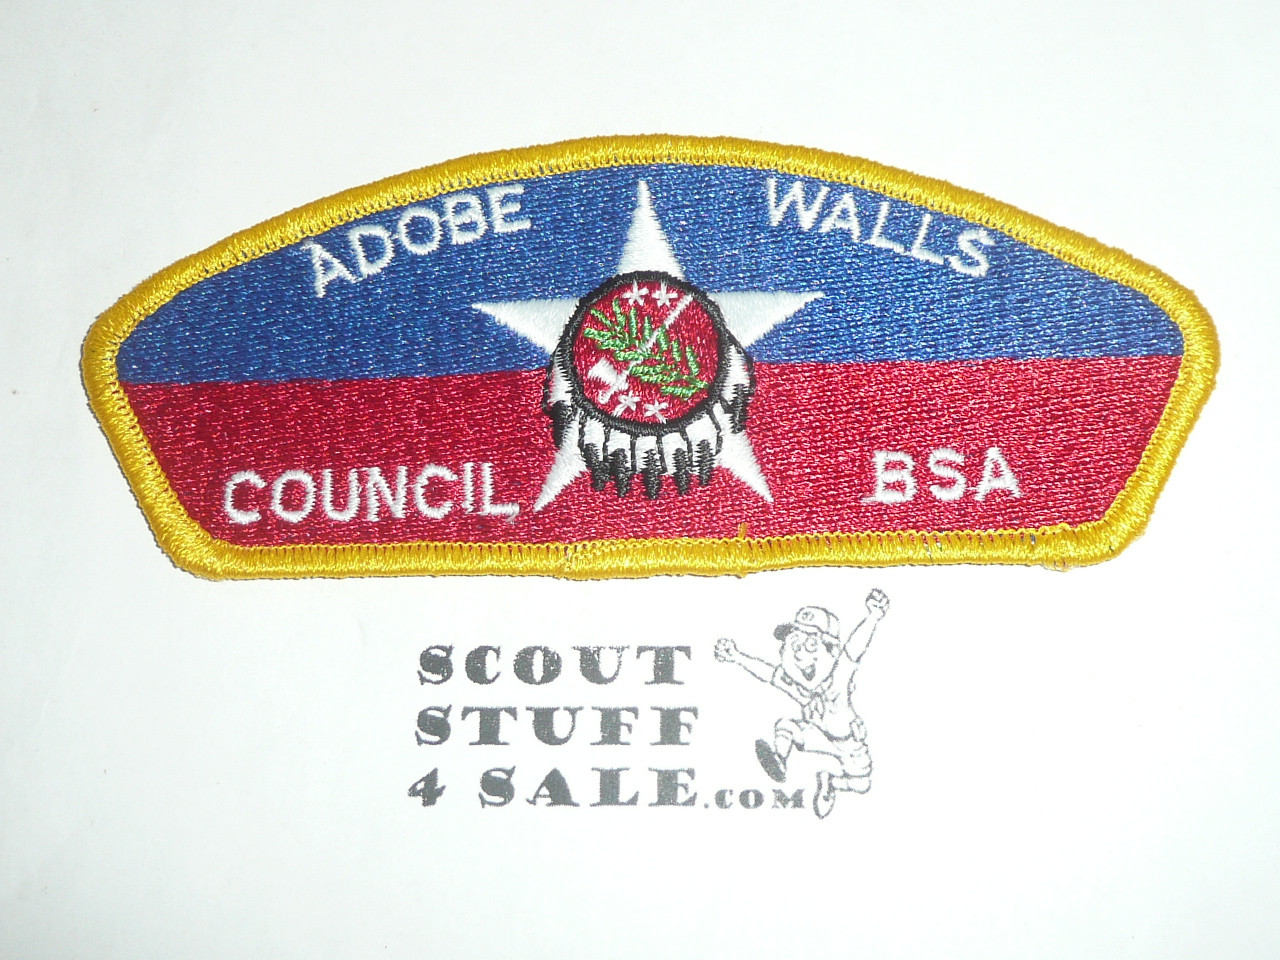 ADOBE WALLS
COUNCIL BSA
SCOUT
STUFF
4 SALE.COM